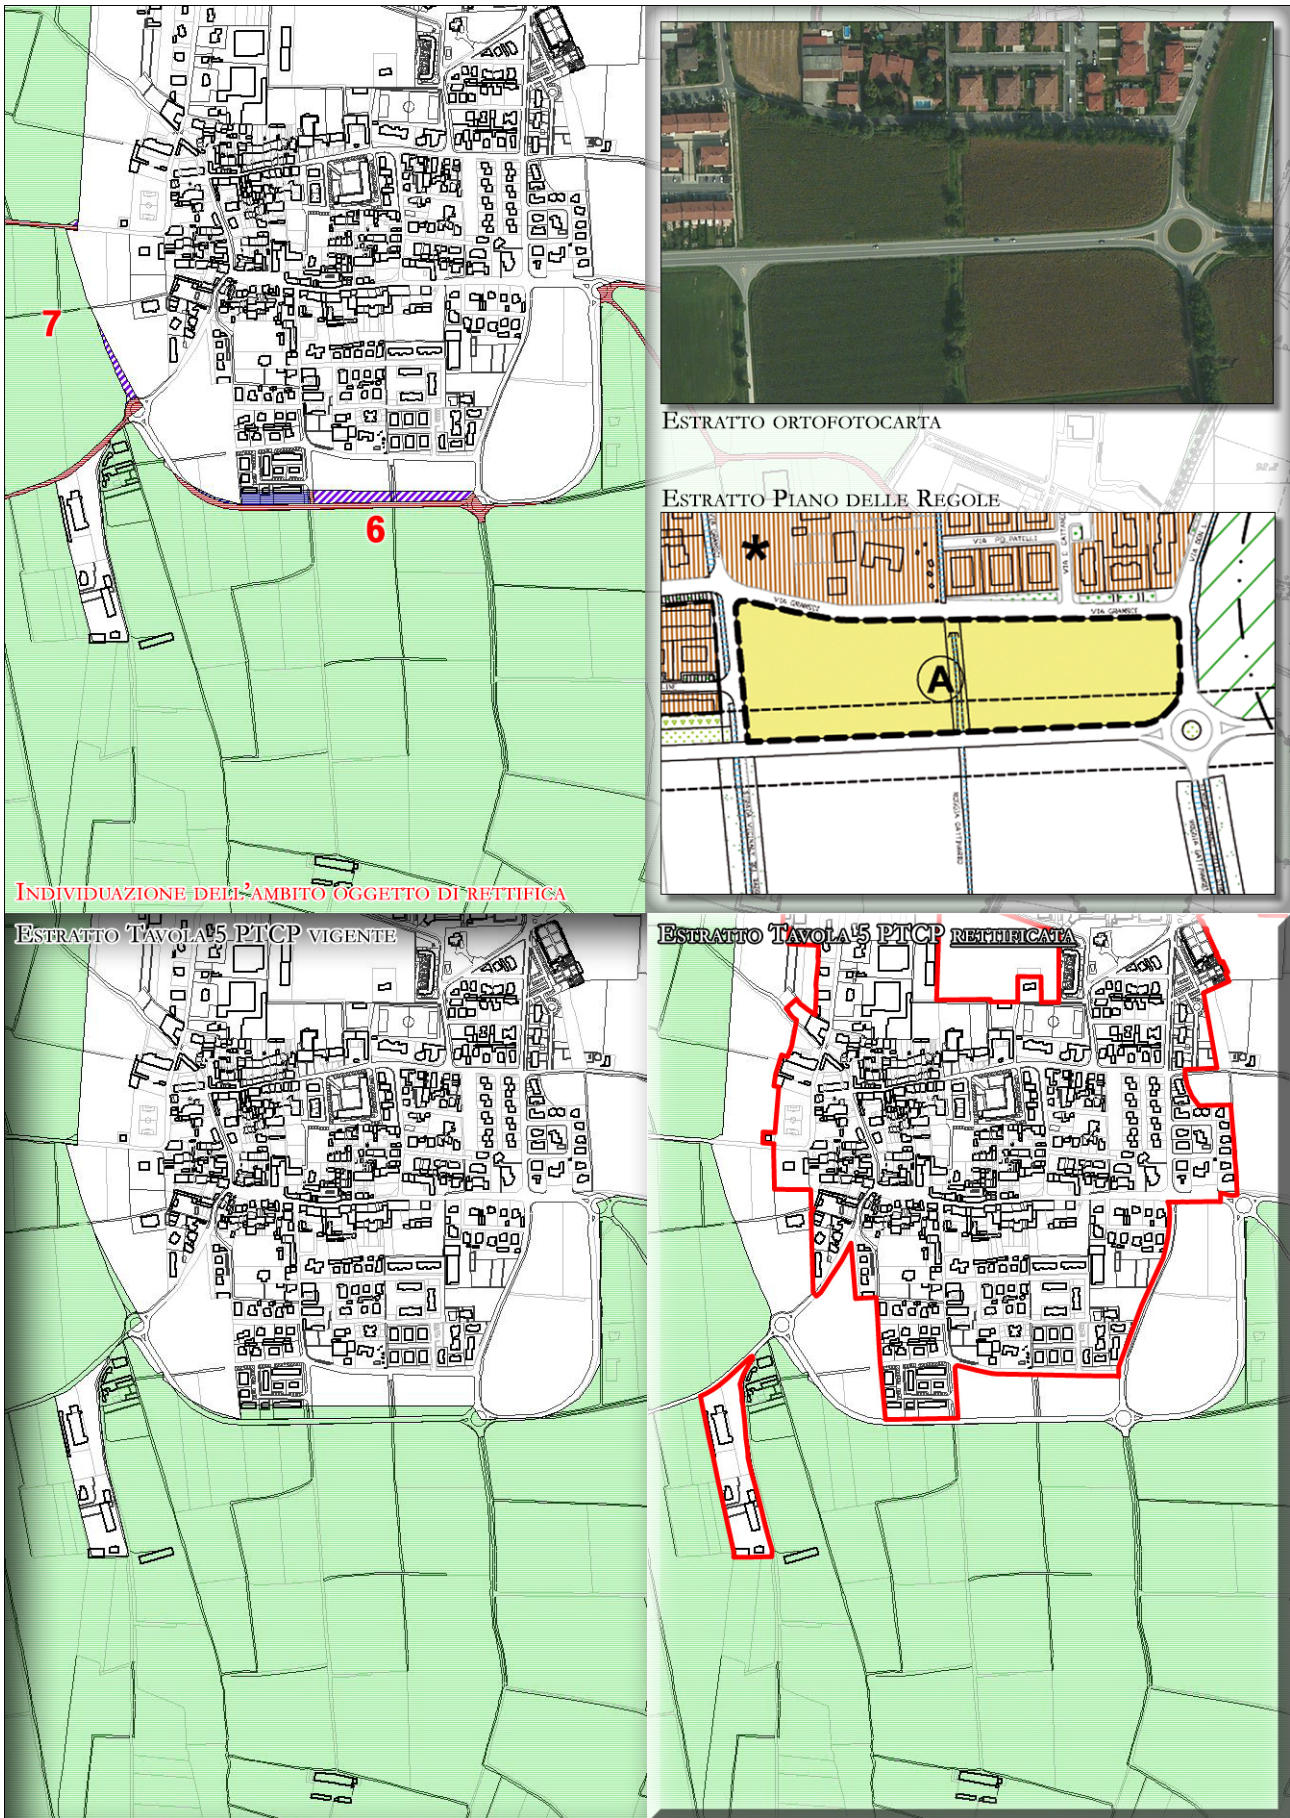 7
6
INDIVIDUAZIONE DELL'AMBITO OGGETTO DI RETTIFICA
ESTRATTO ORTOFOTOCARTA
ESTRATTO PIANO DELLE REGOLE
*
VIA GRAMSCI
VIA GRAMSCI
A
ESTRATTO TAVOLA 5 PTCP VIGENTE
ESTRATTO TAVOLA 5 PTCP RETTIFICATA